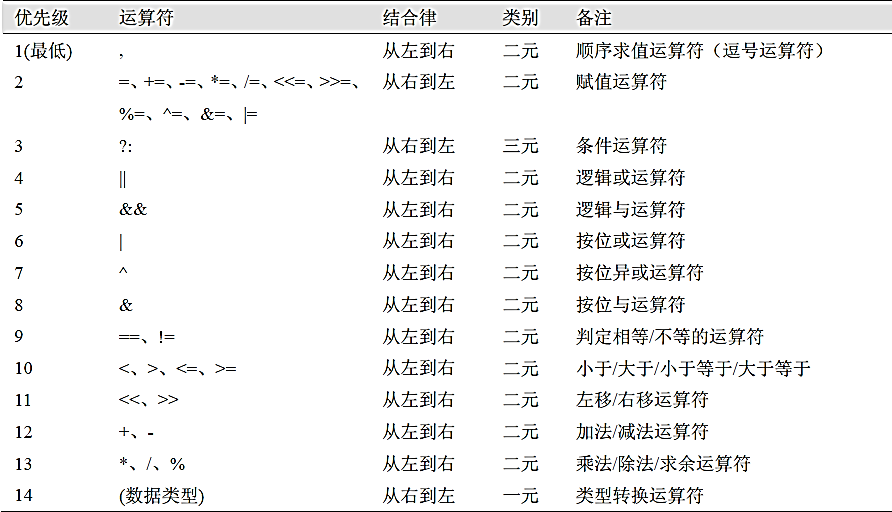 优先级 运算符 结合律 类别 备注
1(最低) , 从左到右 二元 顺序求值运算符（逗号运算符）
2 =、+=、-=、*=、/=、<<=、>>=、 从右到左 二元 赋值运算符
%=、^=、&=、|=
3 ?: 从右到左 三元 条件运算符
4 || 从左到右 二元 逻辑或运算符
5 && 从左到右 二元 逻辑与运算符
6 | 从左到右 二元 按位或运算符
7 ^ 从左到右 二元 按位异或运算符
8 & 从左到右 二元 按位与运算符
9 ==、!= 从左到右 二元 判定相等/不等的运算符
10 <、>、<=、>= 从左到右 二元 小于/大于/小于等于/大于等于
11 <<、>> 从左到右 二元 左移/右移运算符
12 +、- 从左到右 二元 加法/减法运算符
13 *、/、% 从左到右 二元 乘法/除法/求余运算符
14 (数据类型) 从右到左 一元 类型转换运算符